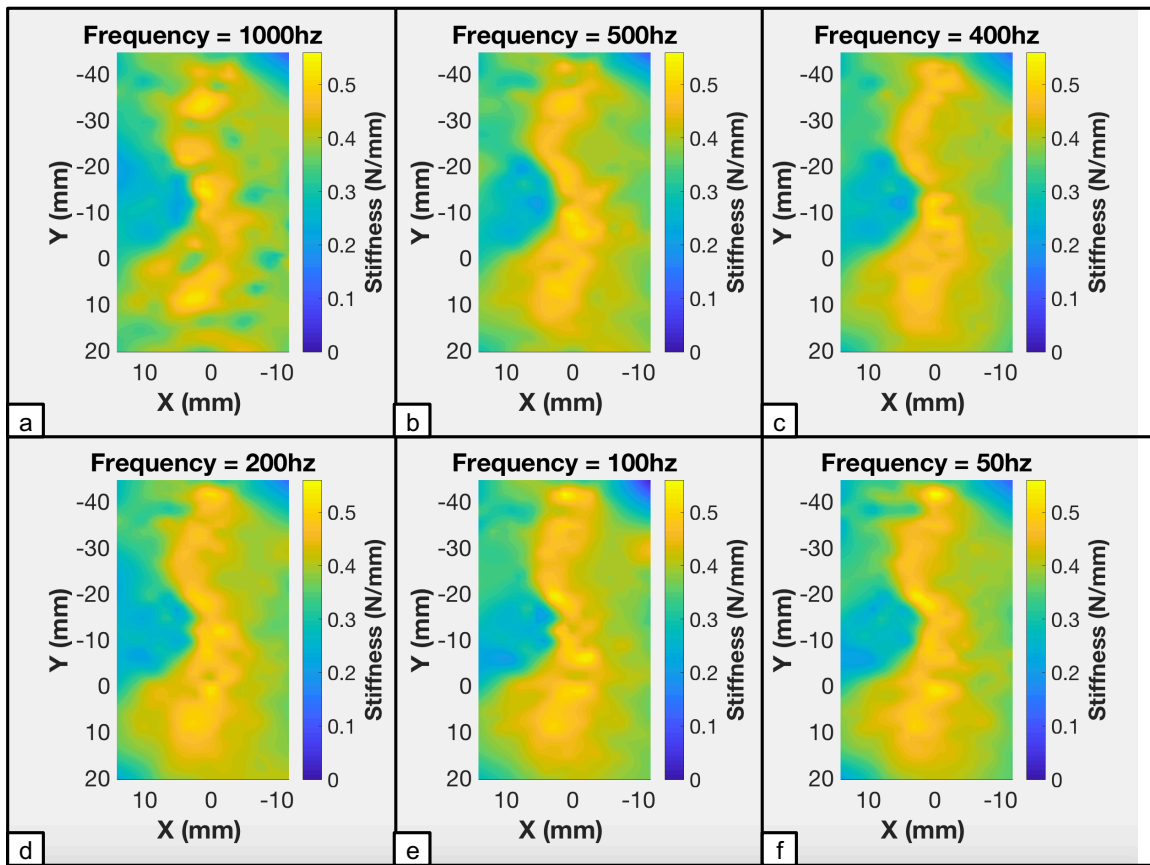 Frequency = 1000hz
-40
-30
-20
-10
0
10
20
Y (mm)
10 0 -10
X (mm)
0.5
0.4
0.3
0.2
0.1
0
Stiffness (N/mm)
a
Frequency = 500hz
-40
-30
-20
-10
0
10
20
Y (mm)
10 0 -10
X (mm)
0.5
0.4
0.3
0.2
0.1
0
Stiffness (N/mm)
b
Frequency = 400hz
-40
-30
-20
-10
0
10
20
Y (mm)
10 0 -10
X (mm)
0.5
0.4
0.3
0.2
0.1
0
Stiffness (N/mm)
c
Frequency = 200hz
-40
-30
-20
-10
0
10
20
Y (mm)
10 0 -10
X (mm)
0.5
0.4
0.3
0.2
0.1
0
Stiffness (N/mm)
d
Frequency = 100hz
-40
-30
-20
-10
0
10
20
Y (mm)
10 0 -10
X (mm)
0.5
0.4
0.3
0.2
0.1
0
Stiffness (N/mm)
e
Frequency = 50hz
-40
-30
-20
-10
0
10
20
Y (mm)
10 0 -10
X (mm)
0.5
0.4
0.3
0.2
0.1
0
Stiffness (N/mm)
f